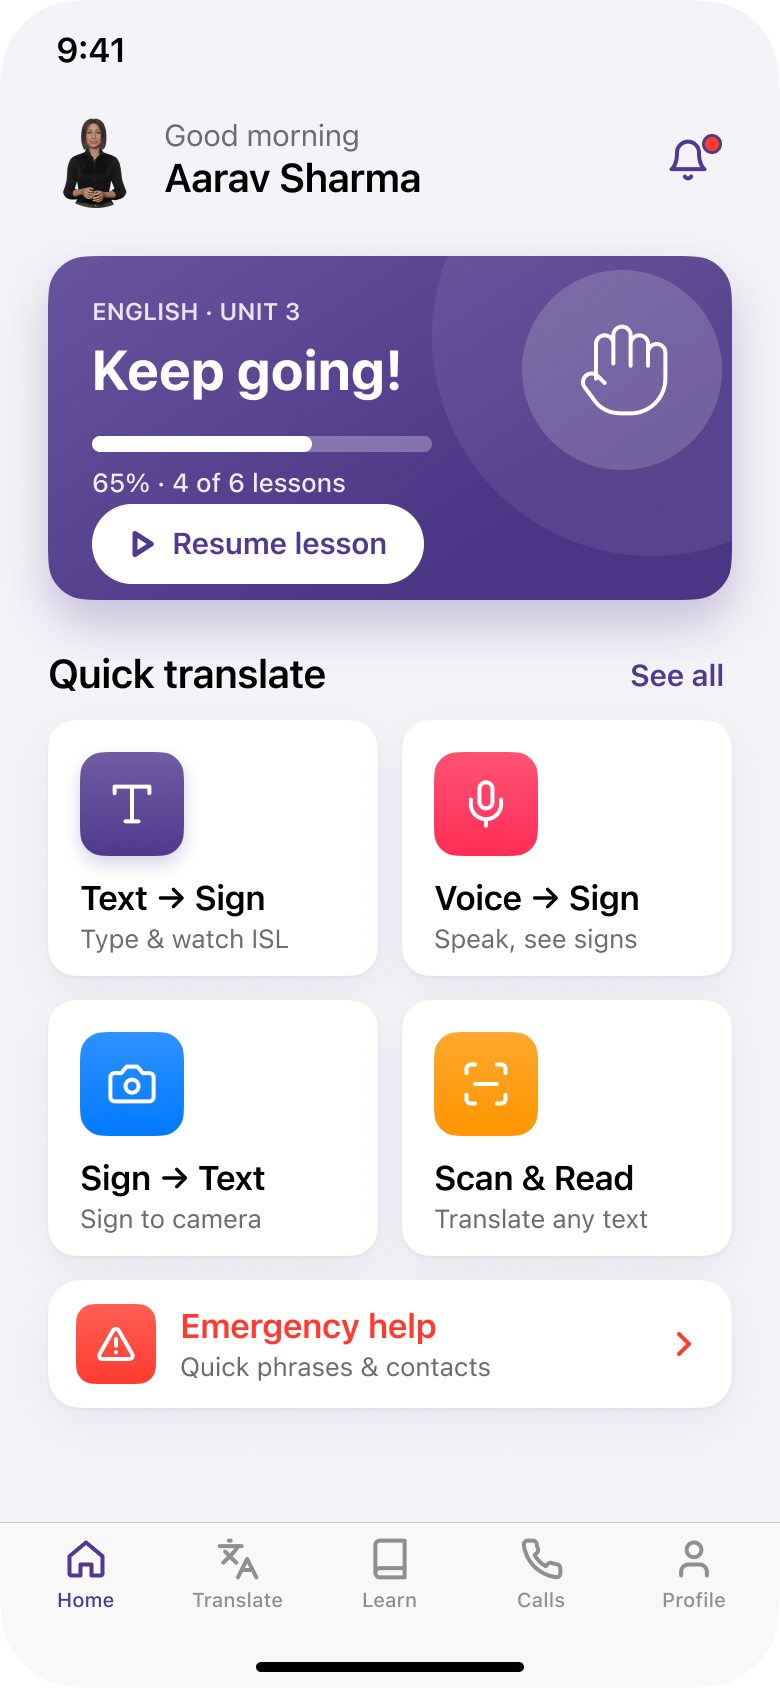 9:41
Good morning
Aarav Sharma
ENGLISH · UNIT 3
Keep going!
65% · 4 of 6 lessons
Resume lesson
Quick translate
See all
Text → Sign
Type & watch ISL
Voice → Sign
Speak, see signs
Sign → Text
Sign to camera
Scan & Read
Translate any text
Emergency help
Quick phrases & contacts
Home
Translate
Learn
Calls
Profile